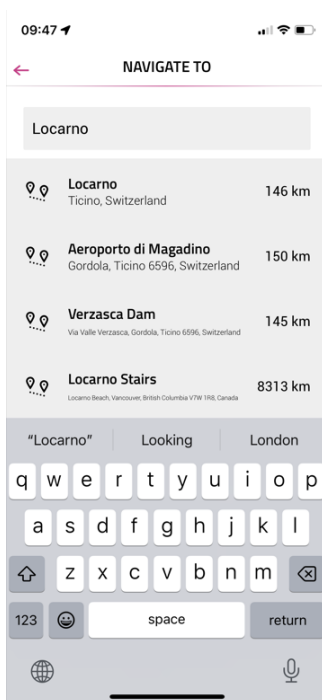 09:47
NAVIGATE TO
Locarno
Locarno
Ticino, Switzerland
146 km
Aeroporto di Magadino
Gordola, Ticino 6596, Switzerland
150 km
Verzasca Dam
Via Valle Verzasca, Gordola, Ticino 6596, Switzerland
145 km
Locarno Stairs
Locarno Beach, Vancouver, British Columbia V7W 1R8, Canada
8313 km
“Locarno” Looking London
q w e r t y u i o p
a s d f g h j k l
z x c v b n m
123 space return